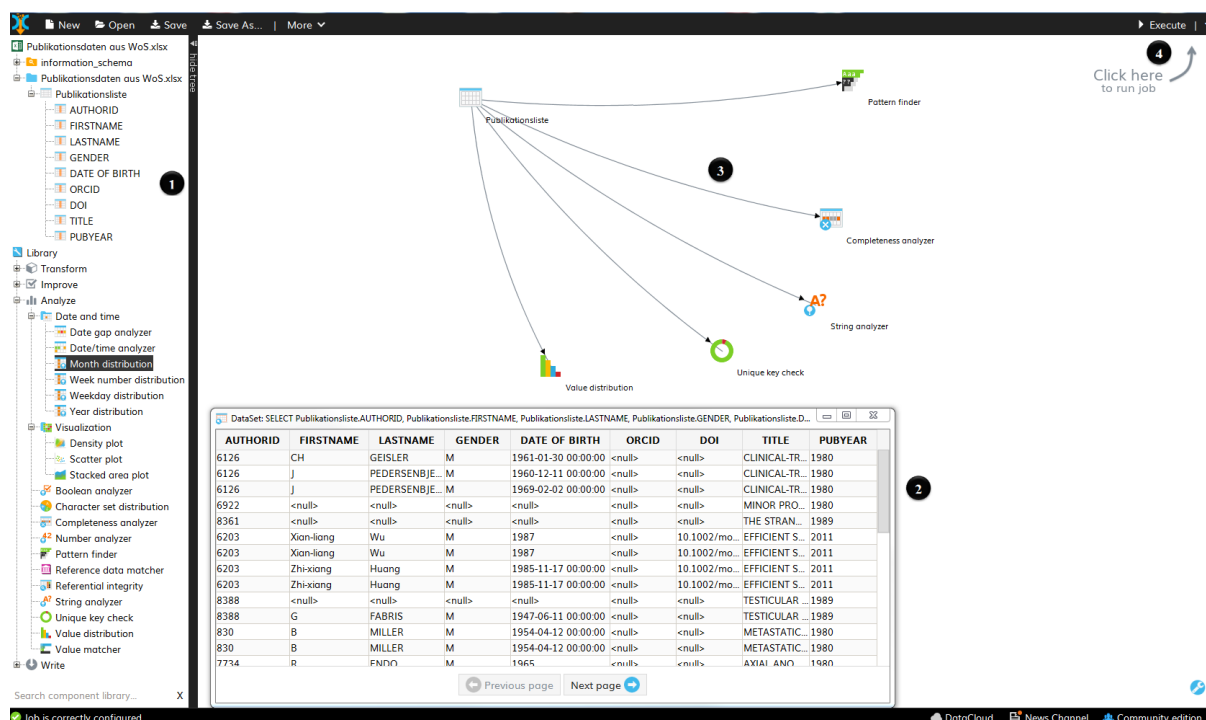 New Open Save Save As... | More Execute |
Publikationsdaten aus WoS.xlsx
information_schema
Publikationsdaten aus WoS.xlsx
Publikationsliste
AUTHORID
FIRSTNAME
LASTNAME
GENDER
DATE OF BIRTH
ORCID
DOI
TITLE
PUBYEAR
1
hide tree
Library
Transform
Improve
Analyze
Date and time
Date gap analyzer
Date/time analyzer
Month distribution
Week number distribution
Weekday distribution
Year distribution
Visualization
Density plot
Scatter plot
Stacked area plot
Boolean analyzer
Character set distribution
Completeness analyzer
Number analyzer
Pattern finder
Reference data matcher
Referential integrity
String analyzer
Unique key check
Value distribution
Value matcher
Write
Search component library... X
4
Click here
to run job
Publikationsliste
Pattern finder
3
Completeness analyzer
String analyzer
Unique key check
Value distribution
DataSet: SELECT Publikationsliste.AUTHORID, Publikationsliste.FIRSTNAME, Publikationsliste.LASTNAME, Publikationsliste.GENDER, Publikationsliste.D...
AUTHORID FIRSTNAME LASTNAME GENDER DATE OF BIRTH ORCID DOI TITLE PUBYEAR
6126 CH GEISLER M 1961-01-30 00:00:00 <null> <null> CLINICAL-TR... 1980
6126 J PEDERSENBJE... M 1960-12-11 00:00:00 <null> <null> CLINICAL-TR... 1980
6126 J PEDERSENBJE... M 1969-02-02 00:00:00 <null> <null> CLINICAL-TR... 1980
6922 <null> <null> <null> <null> <null> <null> MINOR PRO... 1980
8361 <null> <null> <null> <null> <null> <null> THE STRAN... 1989
6203 Xian-liang Wu M 1987 <null> 10.1002/mo... EFFICIENT S... 2011
6203 Xian-liang Wu M 1987 <null> 10.1002/mo... EFFICIENT S... 2011
6203 Zhi-xiang Huang M 1985-11-17 00:00:00 <null> 10.1002/mo... EFFICIENT S... 2011
6203 Zhi-xiang Huang M 1985-11-17 00:00:00 <null> 10.1002/mo... EFFICIENT S... 2011
8388 <null> <null> <null> <null> <null> <null> TESTICULAR ... 1989
8388 G FABRIS M 1947-06-11 00:00:00 <null> <null> TESTICULAR ... 1989
830 B MILLER M 1954-04-12 00:00:00 <null> <null> METASTATIC... 1980
830 B MILLER M 1954-04-12 00:00:00 <null> <null> METASTATIC... 1980
7734 R ENDO M 1965 <null> <null> AXIAL ANO... 1980
Previous page Next page
2
Job is correctly configured DataCloud News Channel Community edition